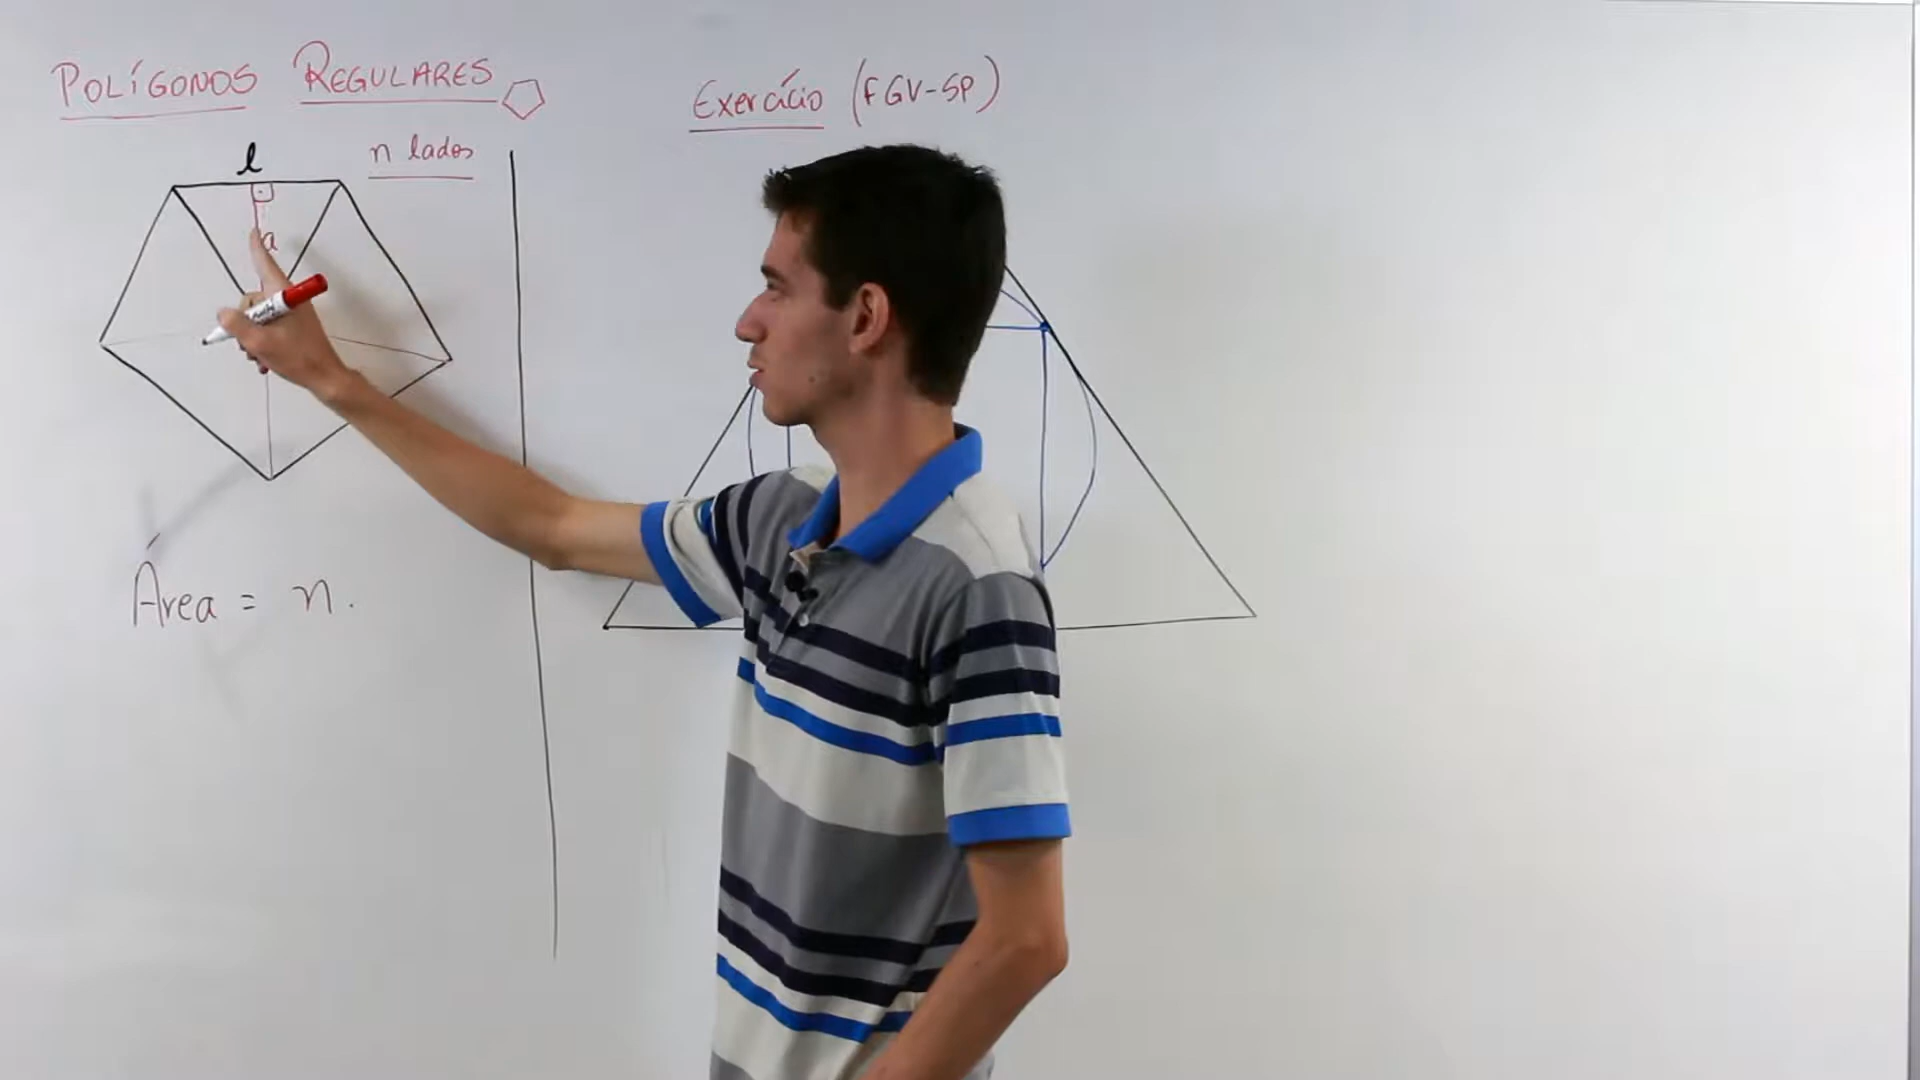 POLÍGONOS REGULARES
n lados
l
a
Área = n.
Exercício (FGV-SP)